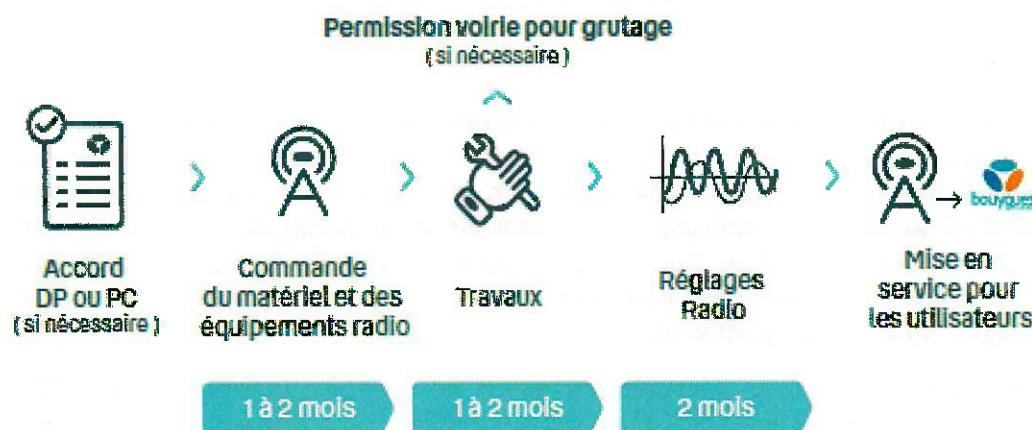 Permission voirie pour grutage
(si nécessaire)
Accord
DP ou PC
(si nécessaire)
Commande
du matériel et des
équipements radio
Travaux
Réglages
Radio
bouygues
Mise en
service pour
les utilisateurs
1 à 2 mois
1 à 2 mois
2 mois